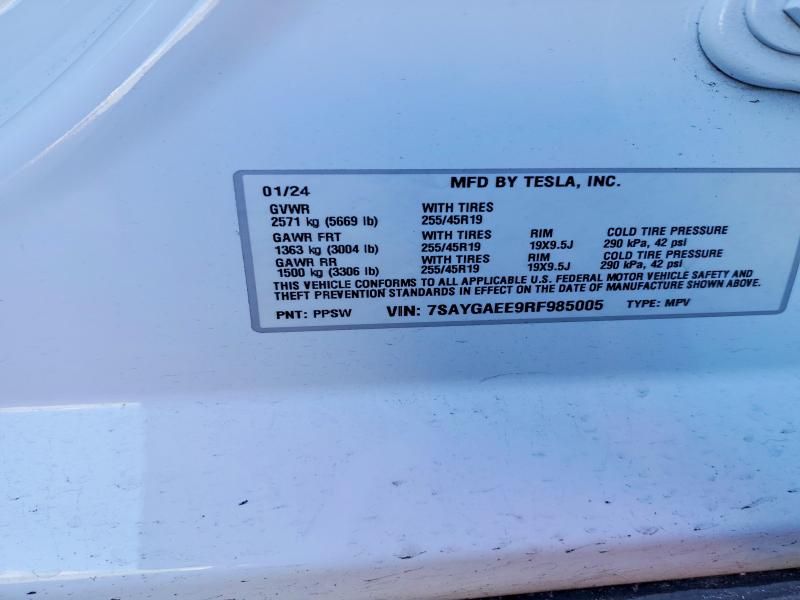 MFD BY TESLA, INC.
01/24
GVWR WITH TIRES
2571 kg (5669 lb) 255/45R19
GAWR FRT WITH TIRES RIM COLD TIRE PRESSURE
1363 kg (3004 lb) 255/45R19 19X9.5J 290 kPa, 42 psi
GAWR RR WITH TIRES RIM COLD TIRE PRESSURE
1500 kg (3306 lb) 255/45R19 19X9.5J 290 kPa, 42 psi
THIS VEHICLE CONFORMS TO ALL APPLICABLE U.S. FEDERAL MOTOR VEHICLE SAFETY AND
THEFT PREVENTION STANDARDS IN EFFECT ON THE DATE OF MANUFACTURE SHOWN ABOVE.
PNT: PPSW VIN: 7SAYGAEE9RF985005 TYPE: MPV